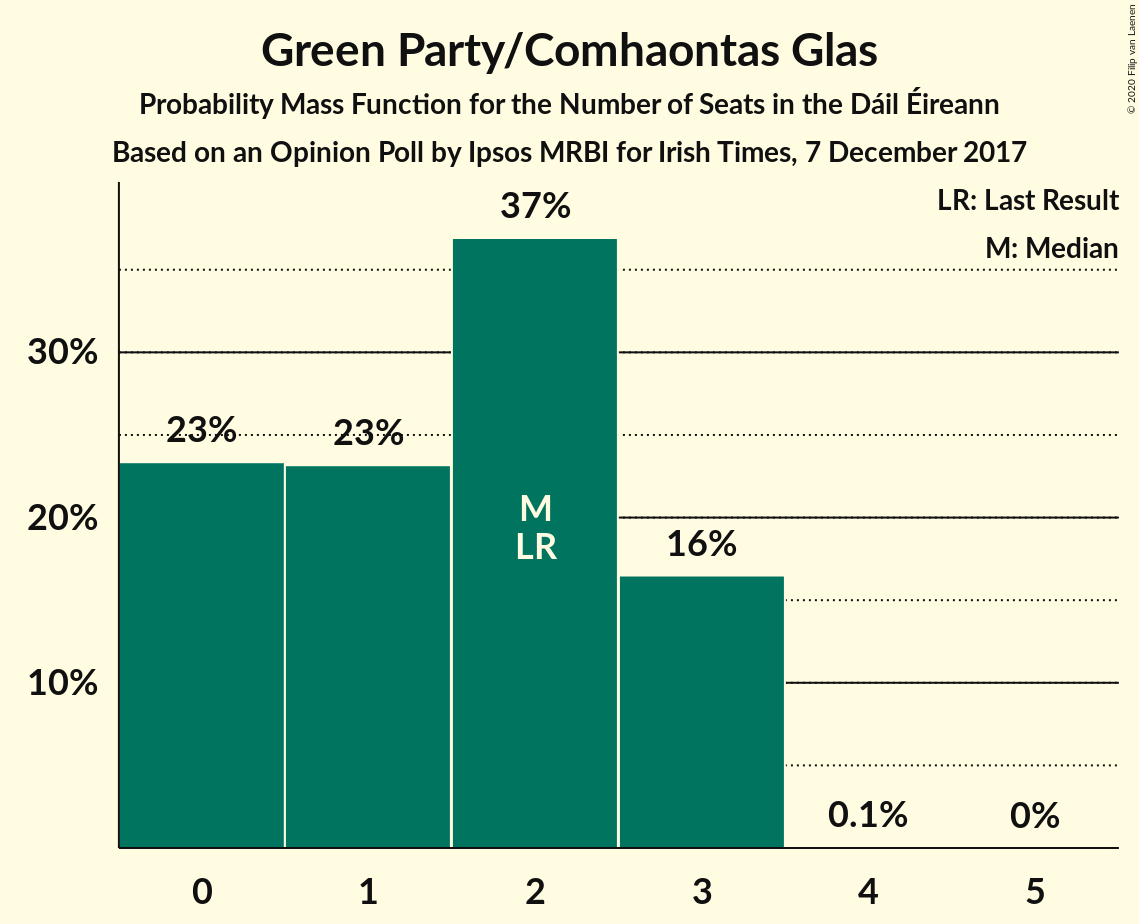 Green Party/Comhaontas Glas
Probability Mass Function for the Number of Seats in the Dáil Éireann
Based on an Opinion Poll by Ipsos MRBI for Irish Times, 7 December 2017
© 2020 Filip van Laenen
LR: Last Result
M: Median
37%
30%
23%
23%
20%
M
LR
16%
10%
0.1%
0%
0
1
2
3
4
5